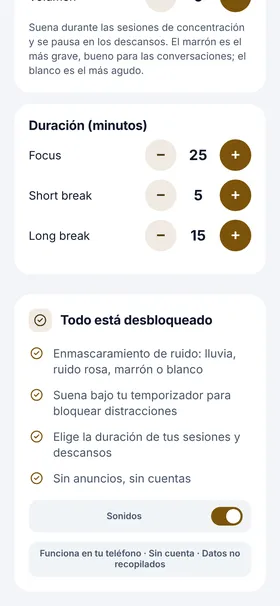 Suena durante las sesiones de concentración
y se pausa en los descansos. El marrón es el
más grave, bueno para las conversaciones; el
blanco es el más agudo.
Duración (minutos)
Focus − 25 +
Short break − 5 +
Long break − 15 +
Todo está desbloqueado
Enmascaramiento de ruido: lluvia,
ruido rosa, marrón o blanco
Suena bajo tu temporizador para
bloquear distracciones
Elige la duración de tus sesiones y
descansos
Sin anuncios, sin cuentas
Sonidos
Funciona en tu teléfono · Sin cuenta · Datos no
recopilados